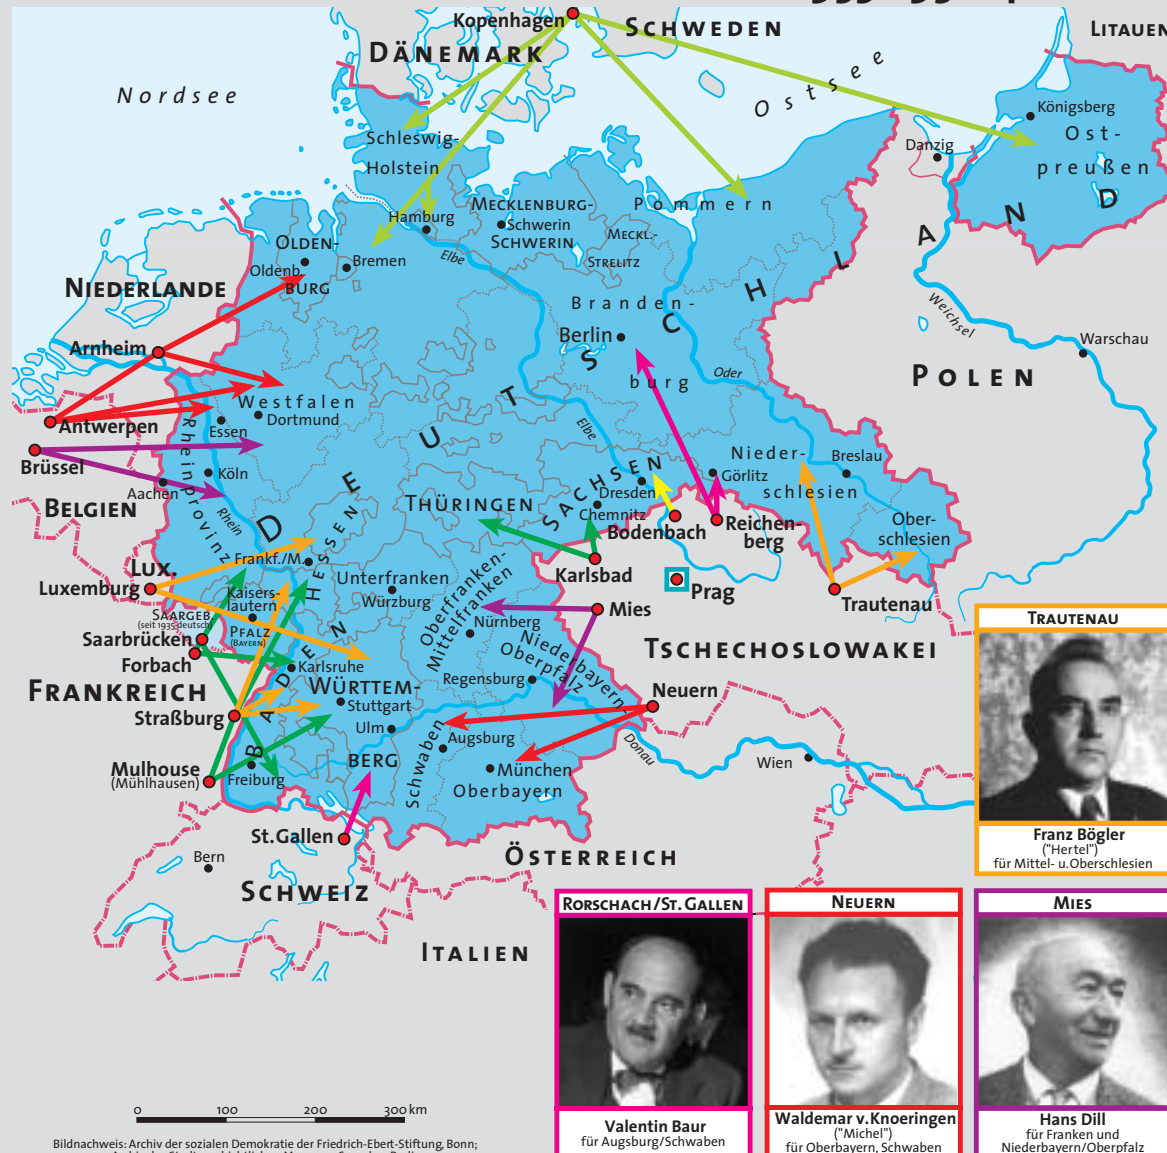 Kopenhagen
SCHWEDEN
LITAUEN
DÄNEMARK
Nordsee
Ostsee
Königsberg
Ost-
preußen
Danzig
Schleswig-
Holstein
Pommern
MECKLENBURG-
Schwerin
SCHWERIN
MECKL.-
STRELITZ
Hamburg
Elbe
OLDEN-
BURG
Oldenb.
Bremen
NIEDERLANDE
Arnheim
Branden-
burg
Berlin
DEUTSCHLAND
Weichsel
Warschau
POLEN
Oder
Westfalen
Dortmund
Essen
Antwerpen
Brüssel
Rheinprovinz
Köln
Aachen
BELGIEN
Rhein
Elbe
Nieder-
schlesien
Breslau
Görlitz
Ober-
schlesien
SACHSEN
Dresden
Chemnitz
THÜRINGEN
Bodenbach
Reichen-
berg
HESSEN
Frankf./M.
Lux.
Luxemburg
Karlsbad
Prag
Trautenau
Unterfranken
Würzburg
Oberfranken-
Mittelfranken
Nürnberg
Mies
Kaisers-
lautern
PFALZ
(BAYERN)
SAARGEB.
(seit 1935 deutsch)
Saarbrücken
Forbach
Karlsruhe
TSCHECHOSLOWAKEI
Niederbayern-
Oberpfalz
Regensburg
FRANKREICH
Straßburg
BADEN
WÜRTTEM-
BERG
Stuttgart
Ulm
Neuern
Schwaben
Augsburg
Donau
Wien
München
Oberbayern
Mulhouse
(Mühlhausen)
Freiburg
St.Gallen
Bern
ÖSTERREICH
SCHWEIZ
ITALIEN
TRAUTENAU
Franz Bögler
("Hertel")
für Mittel- u.Oberschlesien
RORSCHACH/ST. GALLEN
Valentin Baur
für Augsburg/Schwaben
NEUERN
Waldemar v.Knoeringen
("Michel")
für Oberbayern, Schwaben
MIES
Hans Dill
für Franken und
Niederbayern/Oberpfalz
0 100 200 300 km
Bildnachweis: Archiv der sozialen Demokratie der Friedrich-Ebert-Stiftung, Bonn;